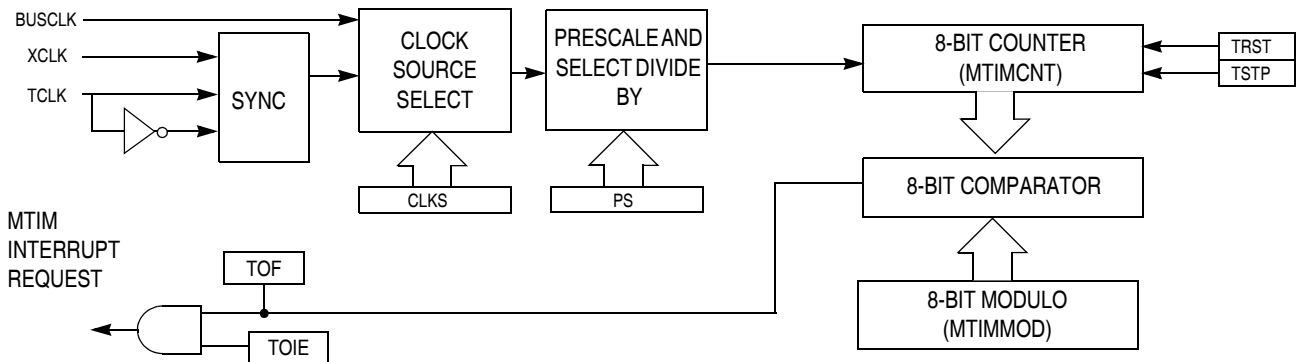 BUSCLK
XCLK
TCLK
SYNC
CLOCK
SOURCE
SELECT
PRESCALE AND
SELECT DIVIDE
BY
8-BIT COUNTER
(MTIMCNT)
TRST
TSTP
CLKS
PS
8-BIT COMPARATOR
MTIM
INTERRUPT
REQUEST
TOF
TOIE
8-BIT MODULO
(MTIMMOD)